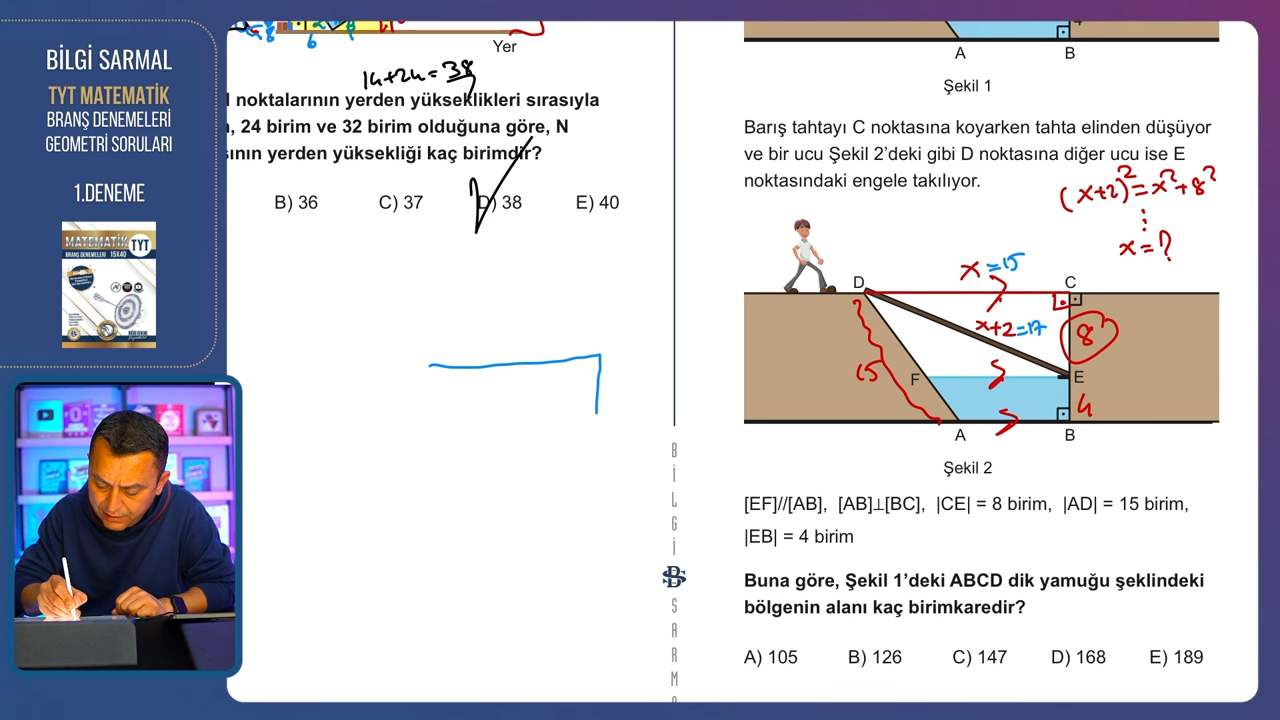 BİLGİ SARMAL
TYT MATEMATİK
BRANŞ DENEMELERİ
GEOMETRİ SORULARI
1.DENEME
MATEMATİK TYT
BRANŞ DENEMELERİ 15X40
6
Yer
14+24=38
noktalarının yerden yükseklikleri sırasıyla
, 24 birim ve 32 birim olduğuna göre, N
sının yerden yüksekliği kaç birimdir?
B) 36 C) 37 D) 38 E) 40
BİLGİ
SARM
A B
Şekil 1
Barış tahtayı C noktasına koyarken tahta elinden düşüyor
ve bir ucu Şekil 2’deki gibi D noktasına diğer ucu ise E
noktasındaki engele takılıyor.
(x+2)²=x²+8²
x=?
x=15
D C
x+2=17
8
15
F E
4
A B
Şekil 2
[EF]//[AB], [AB]⊥[BC], |CE| = 8 birim, |AD| = 15 birim,
|EB| = 4 birim
Buna göre, Şekil 1’deki ABCD dik yamuğu şeklindeki
bölgenin alanı kaç birimkaredir?
A) 105 B) 126 C) 147 D) 168 E) 189